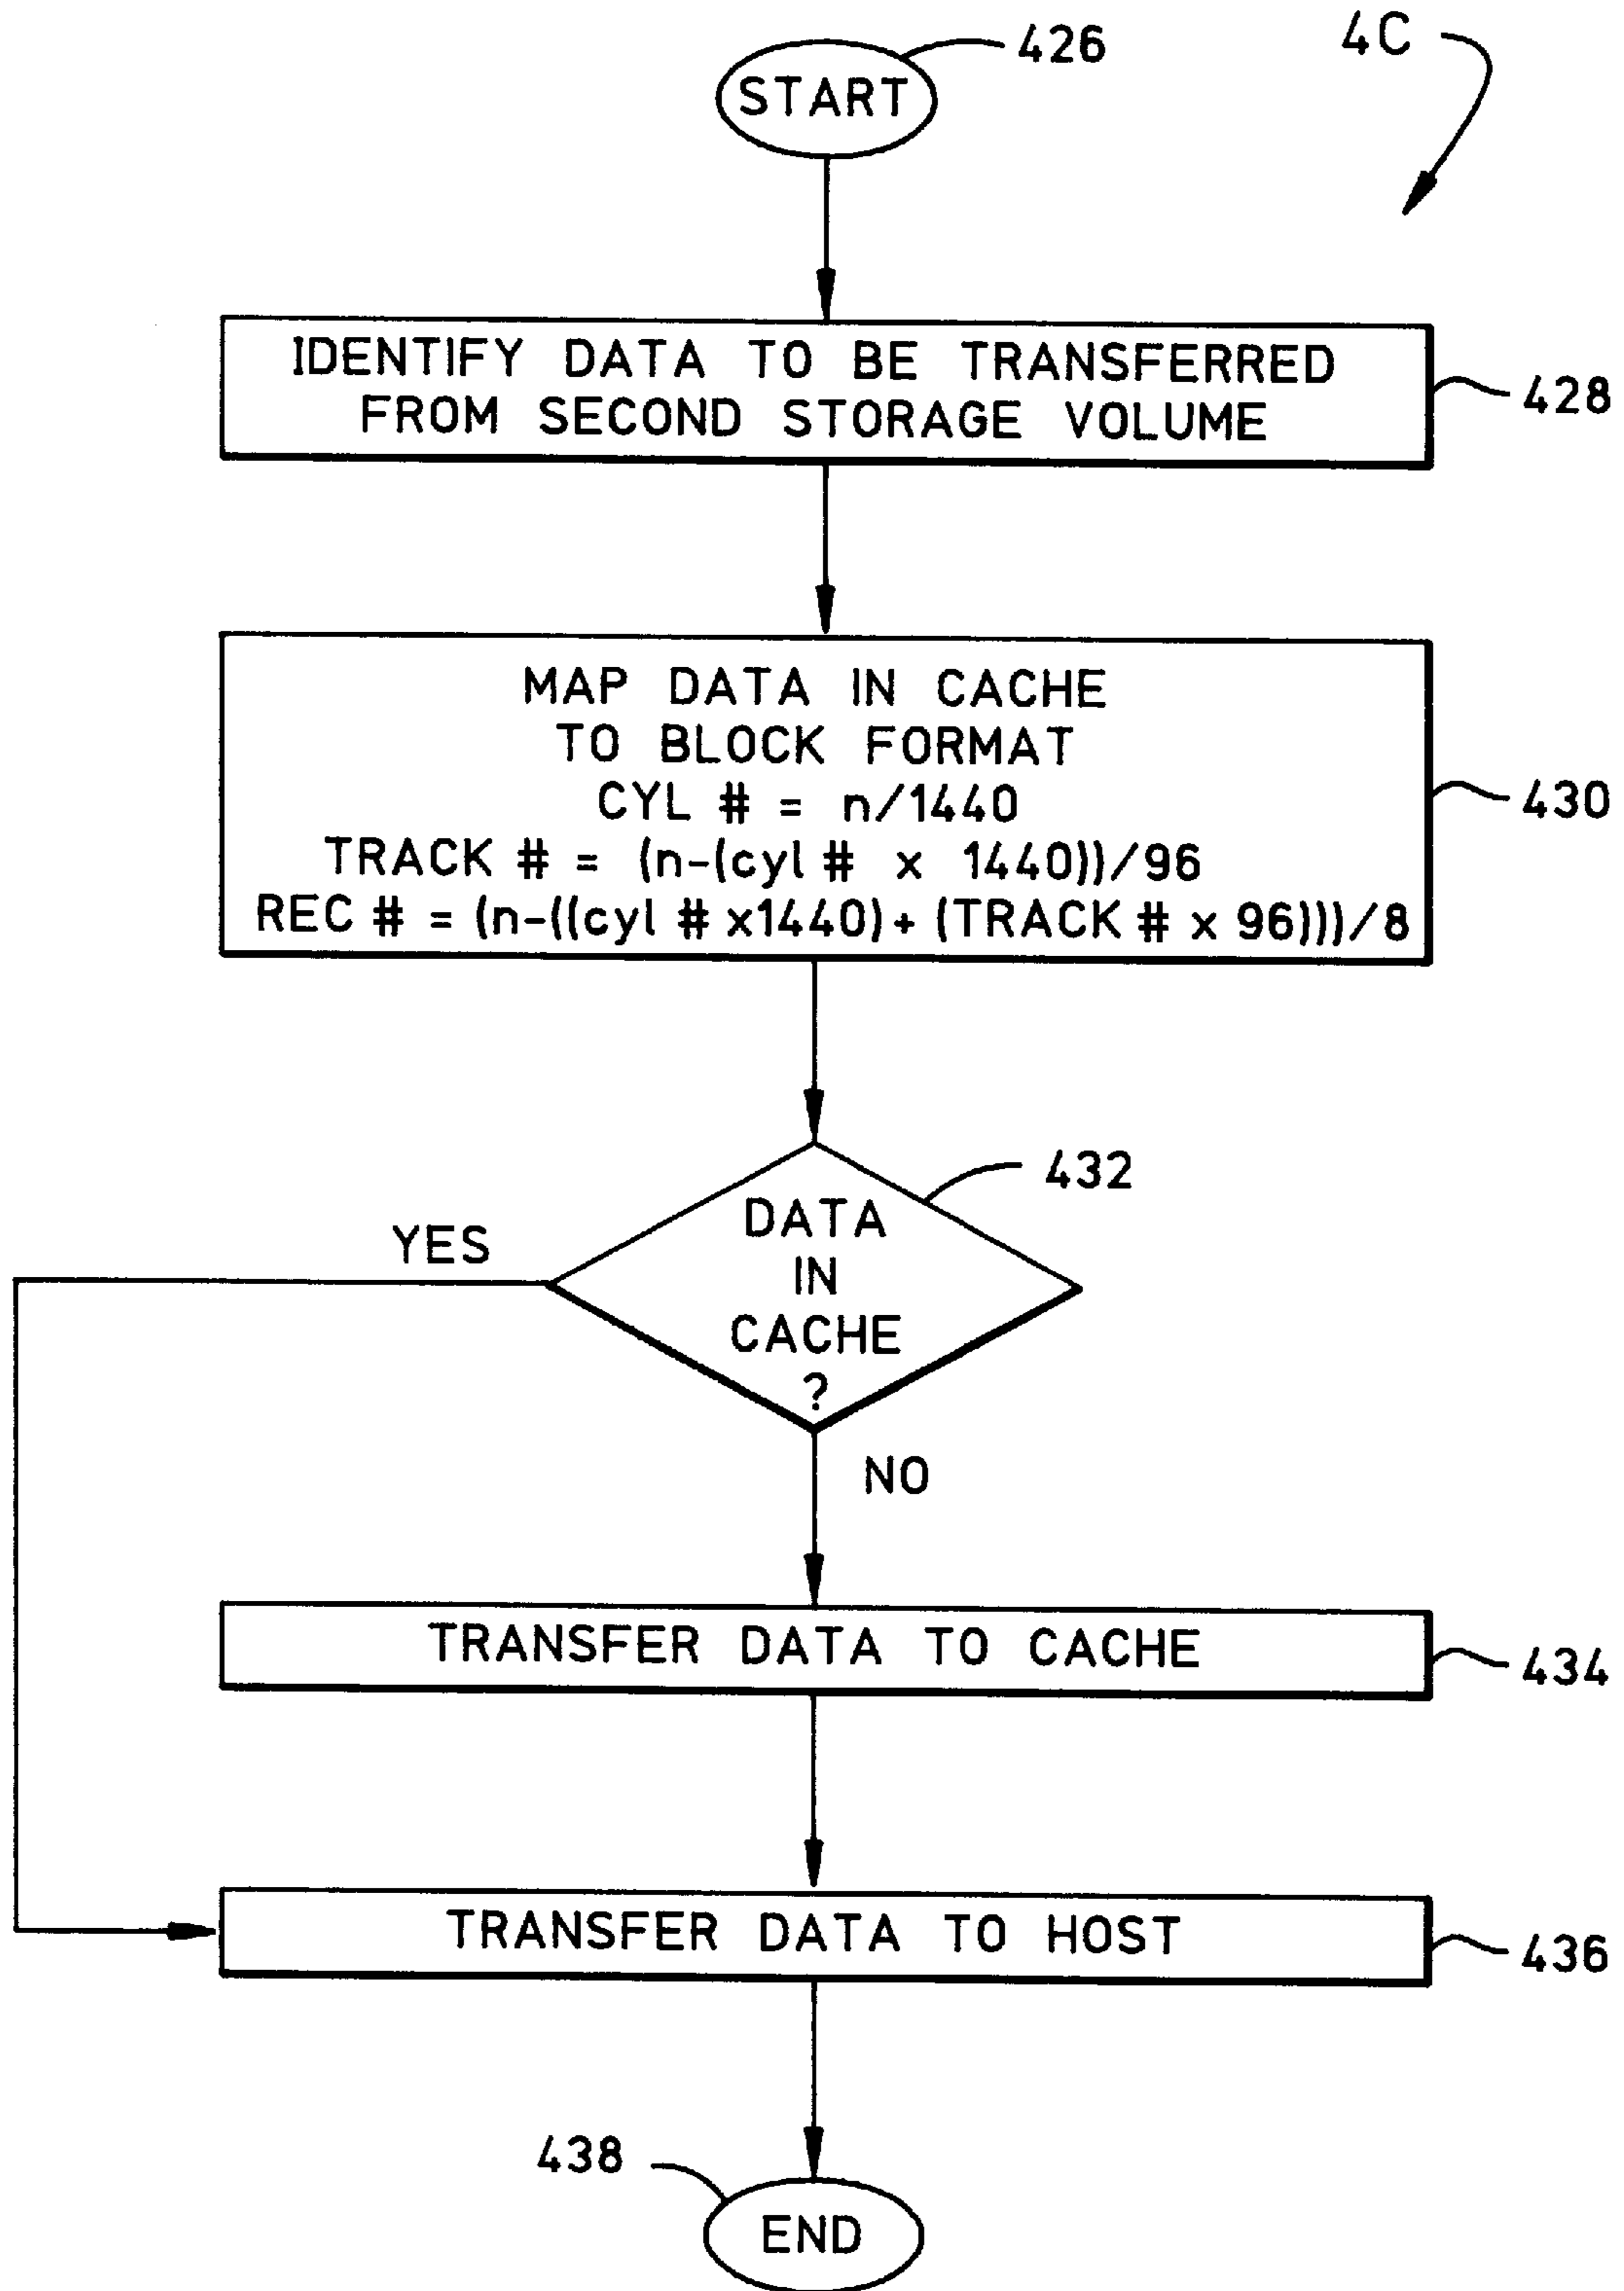 426
4C
START
IDENTIFY DATA TO BE TRANSFERRED
FROM SECOND STORAGE VOLUME
428
MAP DATA IN CACHE
TO BLOCK FORMAT
CYL # = n/1440
TRACK # = (n-(cyl # x 1440))/96
REC # = (n-((cyl # x1440)+ (TRACK # x 96)))/8
430
432
DATA
IN
CACHE
?
YES
NO
TRANSFER DATA TO CACHE
434
TRANSFER DATA TO HOST
436
438
END